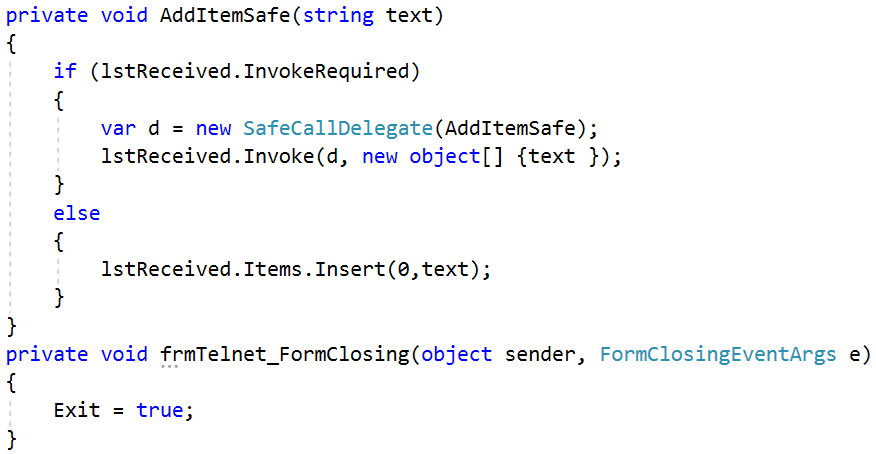 private void AddItemSafe(string text)
{
    if (lstReceived.InvokeRequired)
    {
        var d = new SafeCallDelegate(AddItemSafe);
        lstReceived.Invoke(d, new object[] {text });
    }
    else
    {
        lstReceived.Items.Insert(0,text);
    }
}
private void frmTelnet_FormClosing(object sender, FormClosingEventArgs e)
{
    Exit = true;
}